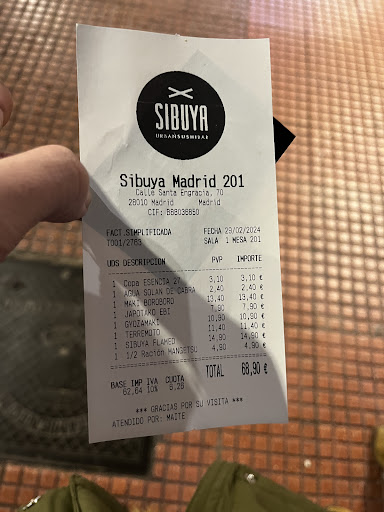 SIBUYA
URBANSUSHIBAR
Sibuya Madrid 201
Calle Santa Engracia, 70
28010 Madrid Madrid
CIF: B88036650
FACT.SIMPLIFICADA FECHA 29/02/2024
T001/2763 SALA 1 MESA 201
UDS DESCRIPCION PVP IMPORTE
1 Copa ESENCIA 27 3,10 3,10 €
1 AGUA SOLAN DE CABRA 2,40 2,40 €
1 MAKI BOROBORO 13,40 13,40 €
1 JAPOTAKO EBI 7,90 7,90 €
1 GYOZAMAKI 10,90 10,90 €
1 TERREMOTO 11,40 11,40 €
1 SIBUYA FLAMED 14,90 14,90 €
1 1/2 Ración MANGETSU 4,90 4,90 €
TOTAL 68,90 €
BASE IMP IVA CUOTA
62,64 10% 6,26
*** GRACIAS POR SU VISITA ***
ATENDIDO POR: MAITE